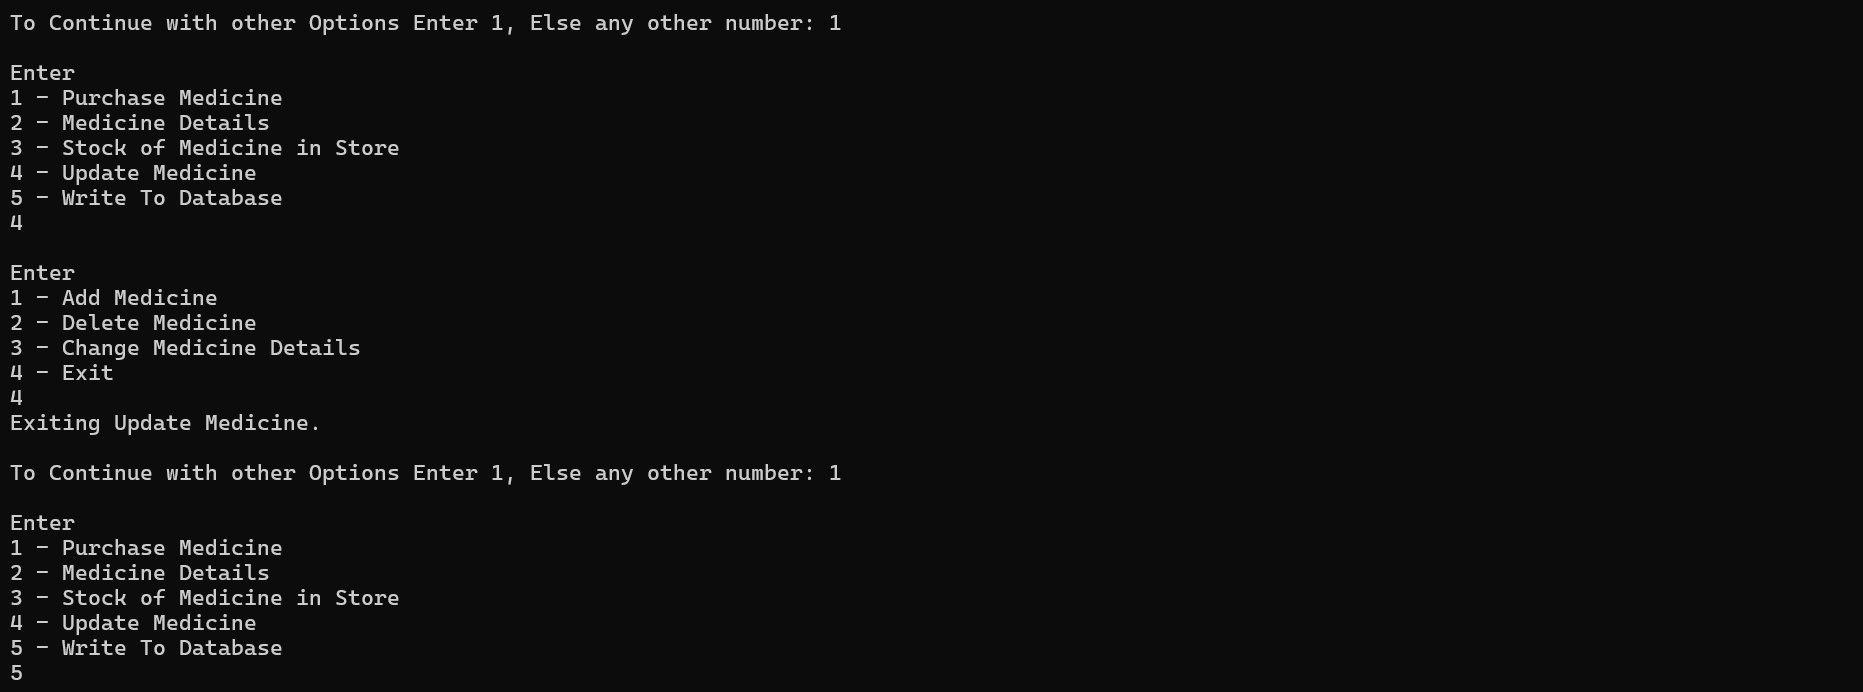 To Continue with other Options Enter 1, Else any other number: 1
Enter
1 - Purchase Medicine
2 - Medicine Details
3 - Stock of Medicine in Store
4 - Update Medicine
5 - Write To Database
4
Enter
1 - Add Medicine
2 - Delete Medicine
3 - Change Medicine Details
4 - Exit
4
Exiting Update Medicine.
To Continue with other Options Enter 1, Else any other number: 1
Enter
1 - Purchase Medicine
2 - Medicine Details
3 - Stock of Medicine in Store
4 - Update Medicine
5 - Write To Database
5